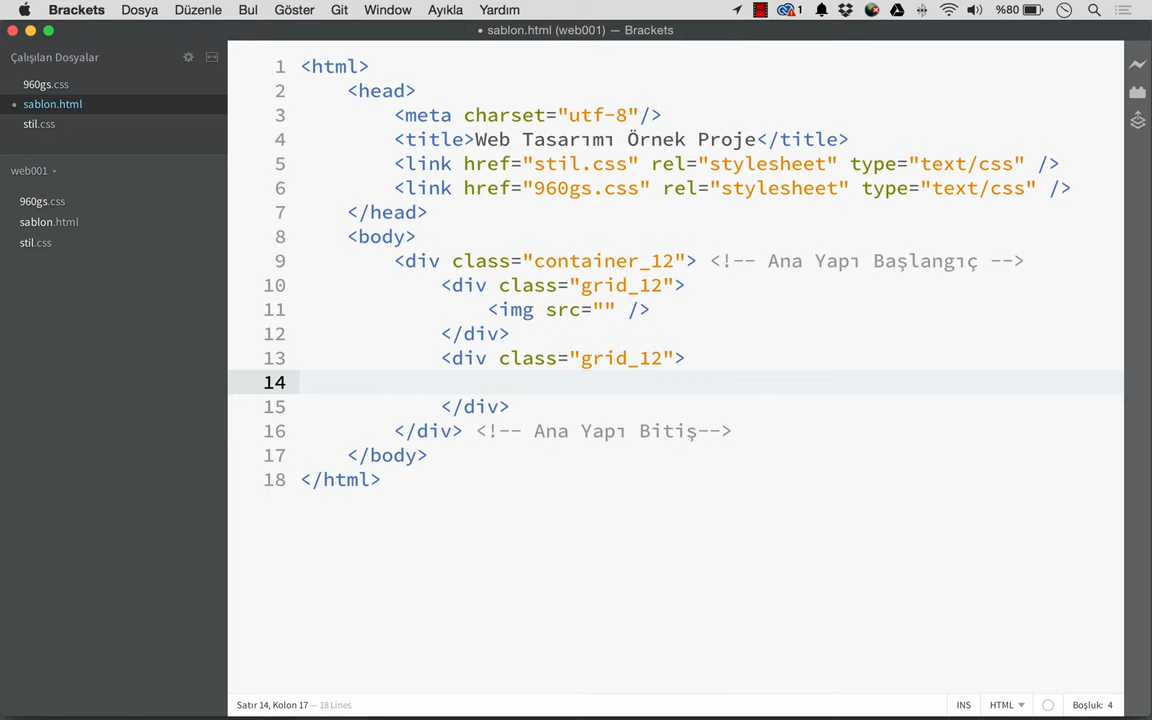 Brackets Dosya Düzenle Bul Göster Git Window Ayıkla Yardım 1 %80
sablon.html (web001) — Brackets
Çalışılan Dosyalar
960gs.css
• sablon.html
stil.css
web001
960gs.css
sablon.html
stil.css
1 <html>
2 <head>
3 <meta charset="utf-8"/>
4 <title>Web Tasarımı Örnek Proje</title>
5 <link href="stil.css" rel="stylesheet" type="text/css" />
6 <link href="960gs.css" rel="stylesheet" type="text/css" />
7 </head>
8 <body>
9 <div class="container_12"> <!-- Ana Yapı Başlangıç -->
10 <div class="grid_12">
11 <img src="" />
12 </div>
13 <div class="grid_12">
14
15 </div>
16 </div> <!-- Ana Yapı Bitiş-->
17 </body>
18 </html>
Satır 14, Kolon 17 — 18 Lines INS HTML Boşluk: 4